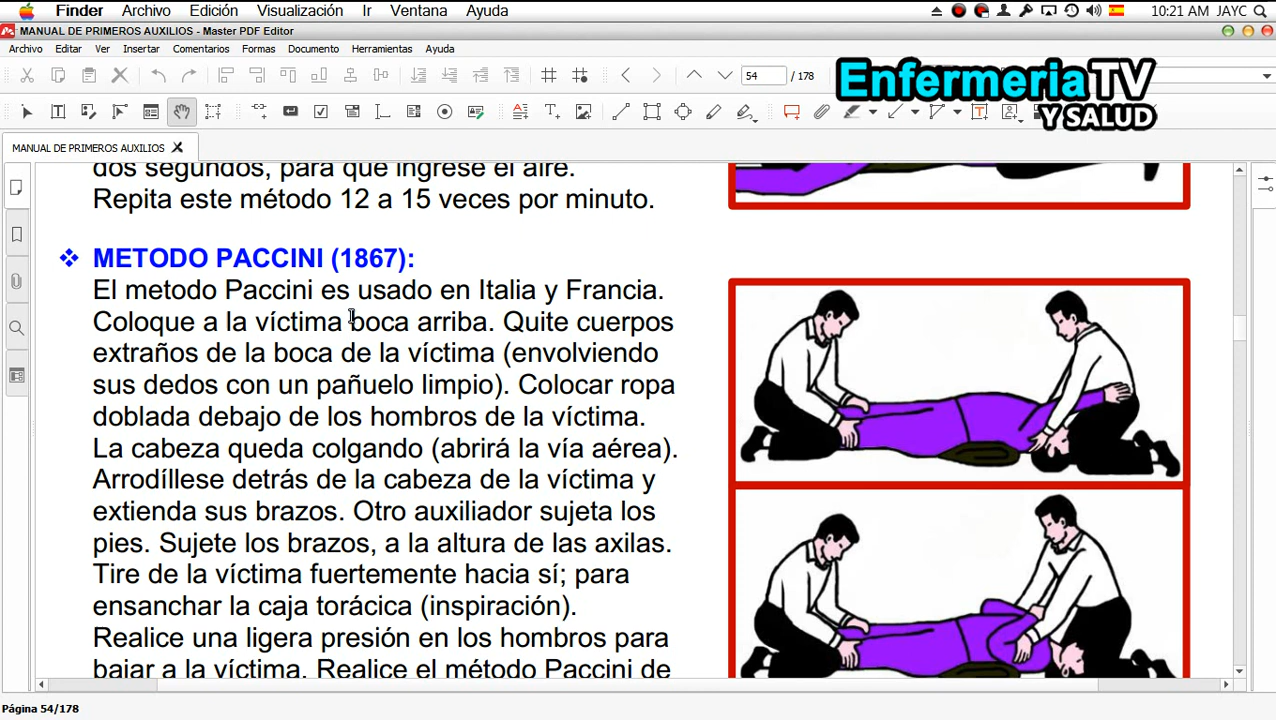 Finder Archivo Edición Visualización Ir Ventana Ayuda 10:21 AM JAYC
MANUAL DE PRIMEROS AUXILIOS - Master PDF Editor
Archivo Editar Ver Insertar Comentarios Formas Documento Herramientas Ayuda
54 / 178
EnfermeriaTV
Y SALUD
MANUAL DE PRIMEROS AUXILIOS
dos segundos, para que ingrese el aire.
Repita este método 12 a 15 veces por minuto.
❖ METODO PACCINI (1867):
El metodo Paccini es usado en Italia y Francia.
Coloque a la víctima boca arriba. Quite cuerpos
extraños de la boca de la víctima (envolviendo
sus dedos con un pañuelo limpio). Colocar ropa
doblada debajo de los hombros de la víctima.
La cabeza queda colgando (abrirá la vía aérea).
Arrodíllese detrás de la cabeza de la víctima y
extienda sus brazos. Otro auxiliador sujeta los
pies. Sujete los brazos, a la altura de las axilas.
Tire de la víctima fuertemente hacia sí; para
ensanchar la caja torácica (inspiración).
Realice una ligera presión en los hombros para
bajar a la víctima. Realice el método Paccini de
Página 54/178